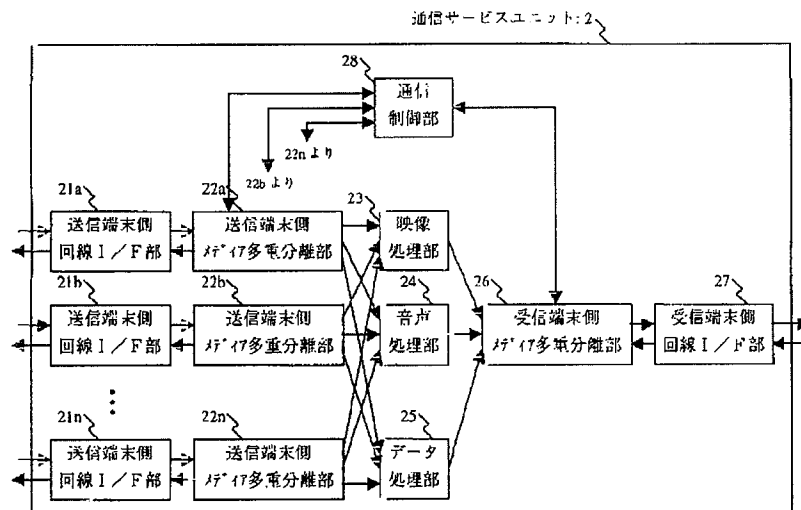 通信サービスユニット:2
28
通信
制御部
22nより
22bより
21a
送信端末側
回線I／F部
22a
送信端末側
ﾒﾃﾞｨｱ多重分離部
23
映像
処理部
21b
送信端末側
回線I／F部
22b
送信端末側
ﾒﾃﾞｨｱ多重分離部
24
音声
処理部
26
受信端末側
ﾒﾃﾞｨｱ多重分離部
27
受信端末側
回線I／F部
21n
送信端末側
回線I／F部
22n
送信端末側
ﾒﾃﾞｨｱ多重分離部
25
データ
処理部